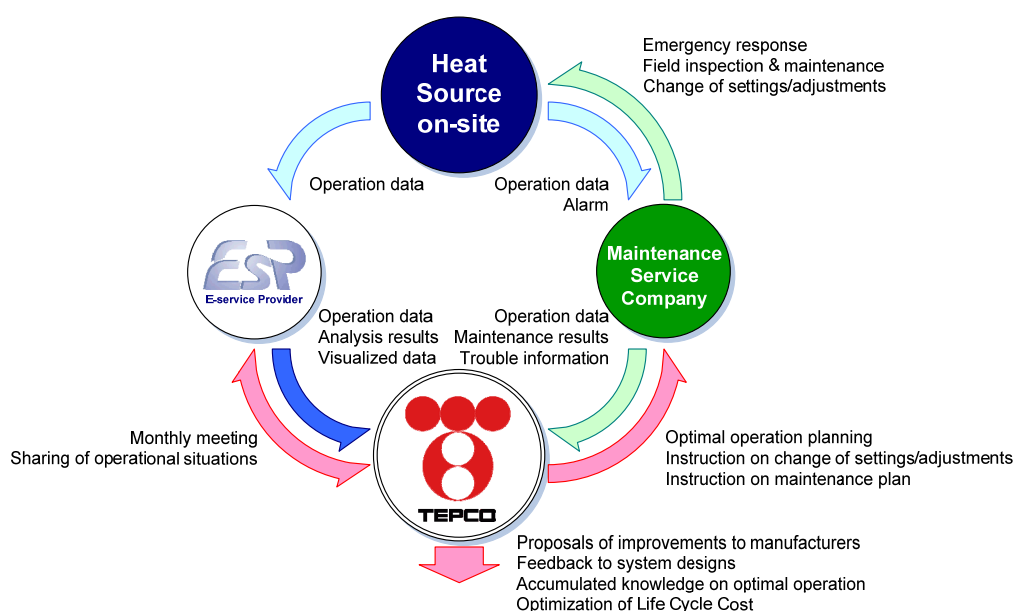 Heat
Source
on-site
Emergency response
Field inspection & maintenance
Change of settings/adjustments
Operation data
Operation data
Alarm
ESP
E-service Provider
Maintenance
Service
Company
Operation data
Analysis results
Visualized data
Operation data
Maintenance results
Trouble information
Monthly meeting
Sharing of operational situations
TEPCO
Optimal operation planning
Instruction on change of settings/adjustments
Instruction on maintenance plan
Proposals of improvements to manufacturers
Feedback to system designs
Accumulated knowledge on optimal operation
Optimization of Life Cycle Cost